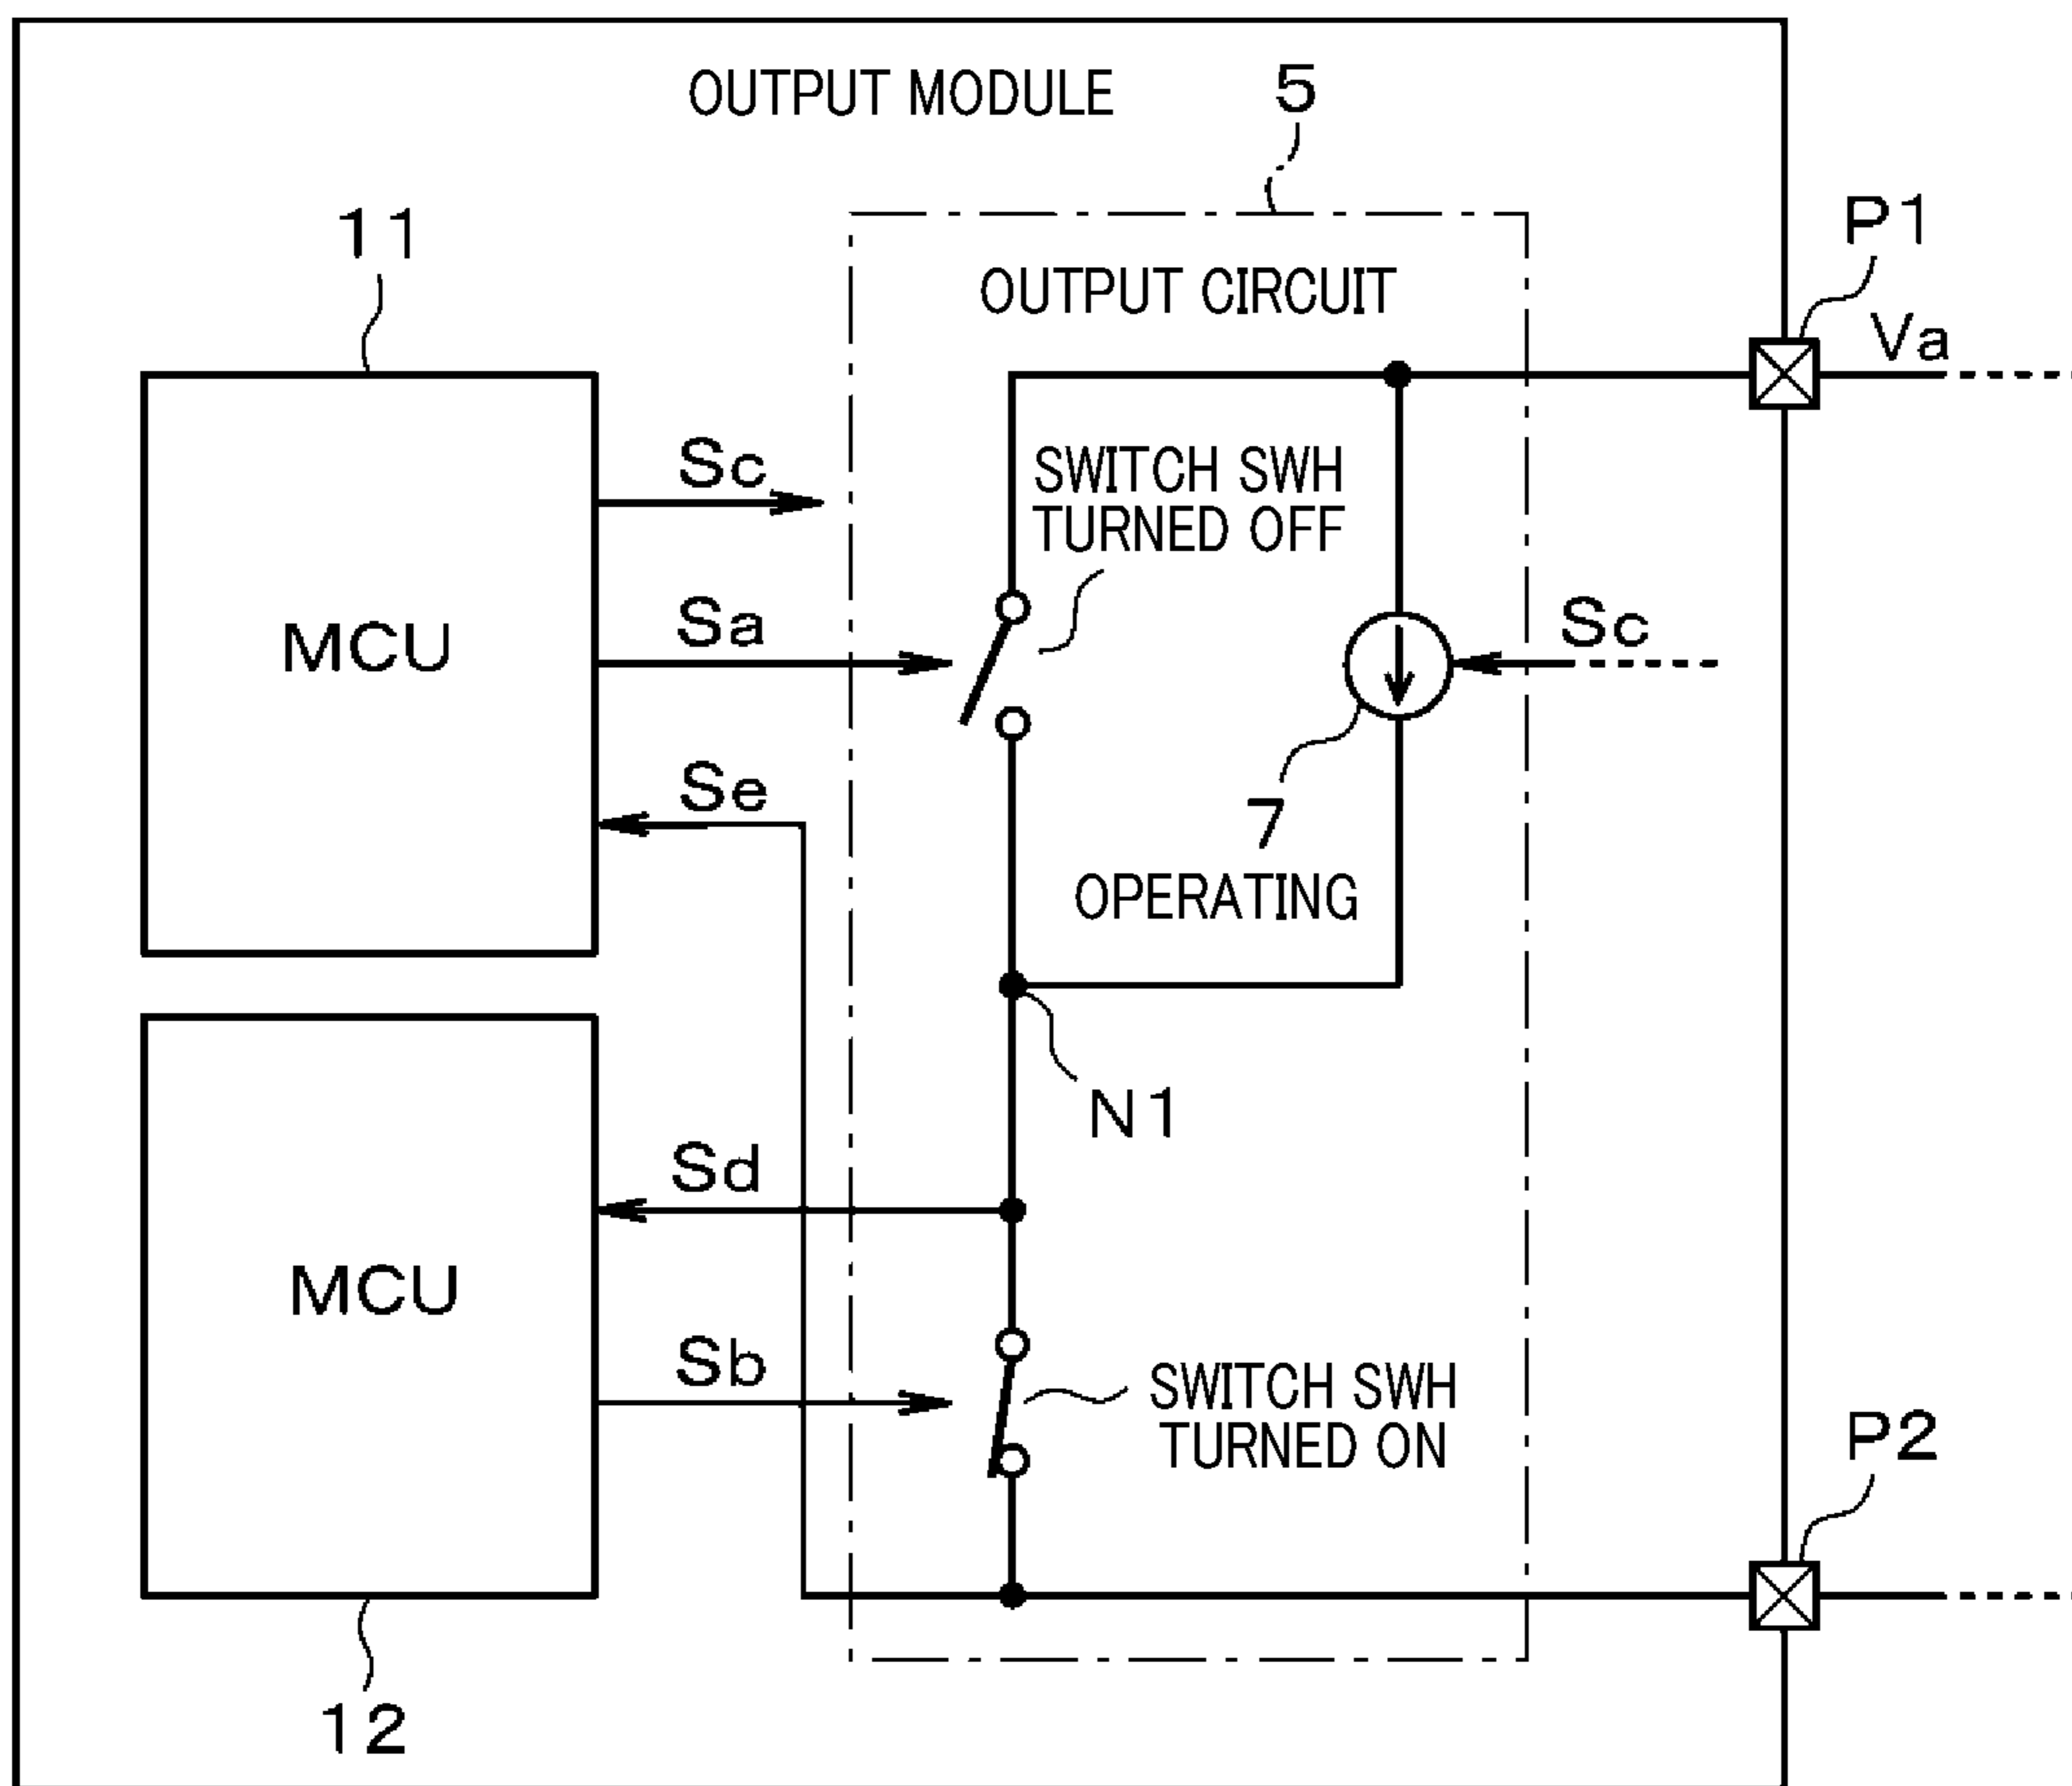 OUTPUT MODULE
5
11
P1
OUTPUT CIRCUIT
Va
Sc
SWITCH SWH
TURNED OFF
Sa
Sc
MCU
Se
7
OPERATING
N1
Sd
MCU
Sb
SWITCH SWH
TURNED ON
P2
12